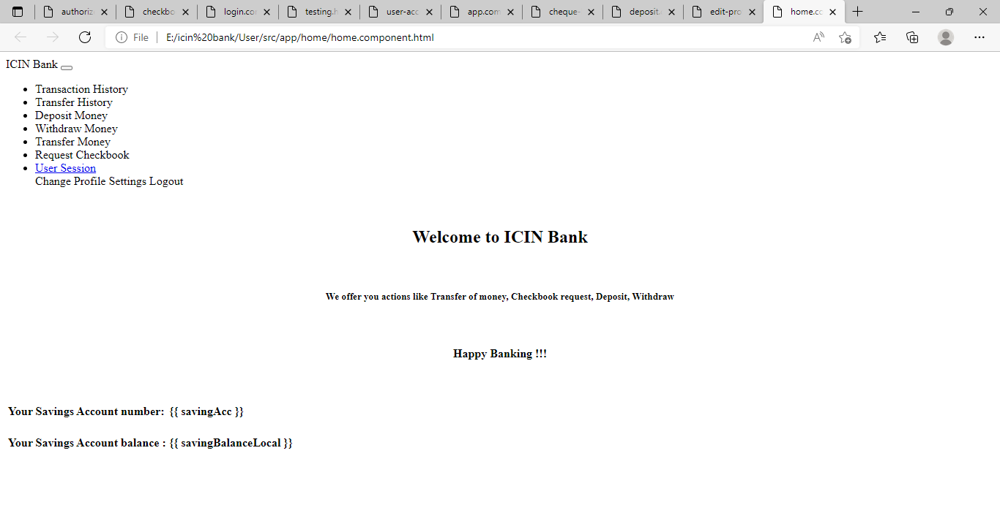 authoriz
checkbo
login.co
testing.h
user-acc
app.com
cheque-
deposit.
edit-pro
home.cc
File
E:/icin%20bank/User/src/app/home/home.component.html
ICIN Bank
Transaction History
Transfer History
Deposit Money
Withdraw Money
Transfer Money
Request Checkbook
User Session
Change Profile Settings Logout
Welcome to ICIN Bank
We offer you actions like Transfer of money, Checkbook request, Deposit, Withdraw
Happy Banking !!!
Your Savings Account number: {{ savingAcc }}
Your Savings Account balance : {{ savingBalanceLocal }}